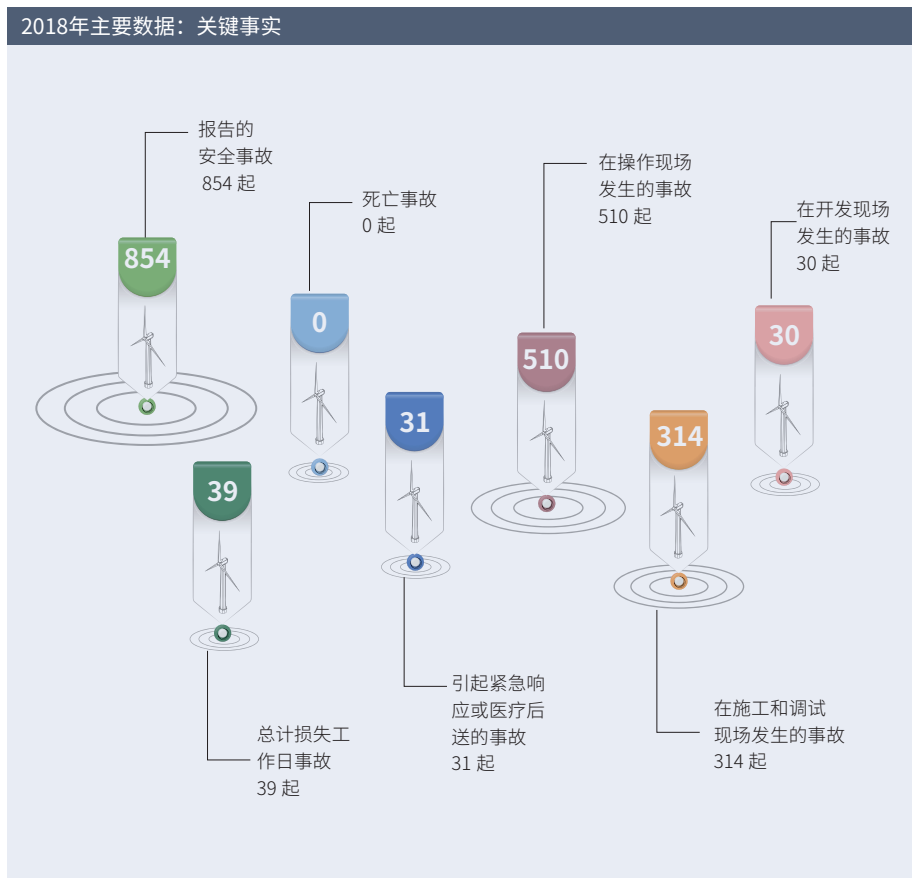 2018年主要数据：关键事实
报告的
安全事故
854 起
854
39
总计损失工
作日事故
39 起
死亡事故
0 起
0
31
引起紧急响
应或医疗后
送的事故
31 起
在操作现场
发生的事故
510 起
510
314
在施工和调试
现场发生的事故
314 起
在开发现场
发生的事故
30 起
30